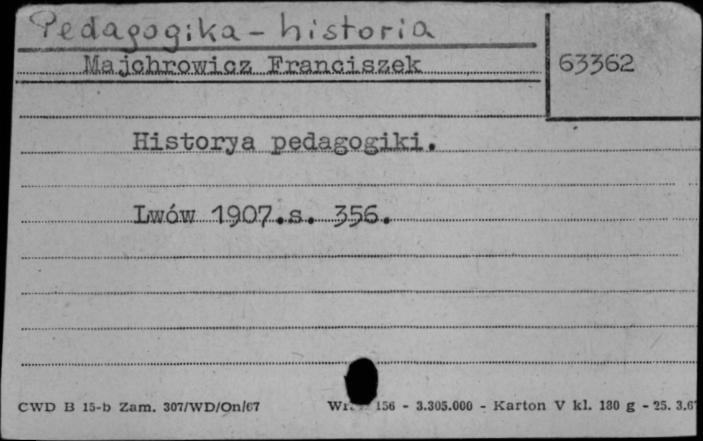 Pedagogika - historia
Majchrowicz Franciszek
63362
Historya pedagogiki.
Lwów 1907.s. 356.
CWD B 15-b Zam. 307/WD/On/67 156 - 3.305.000 - Karton V kl. 180 g - 25. 3.67